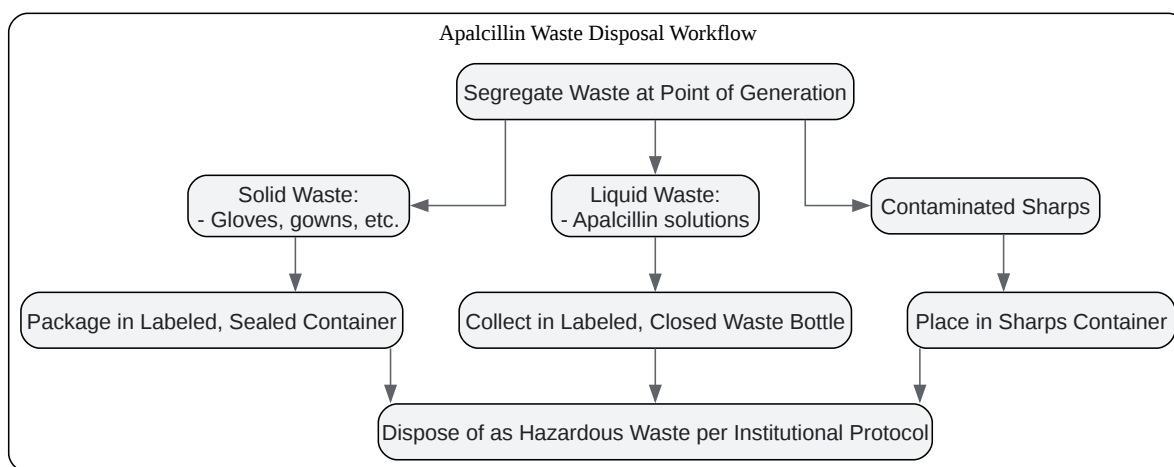 Apalcillin Waste Disposal Workflow
Segregate Waste at Point of Generation
Solid Waste:
- Gloves, gowns, etc.
Liquid Waste:
- Apalcillin solutions
Contaminated Sharps
Package in Labeled, Sealed Container
Collect in Labeled, Closed Waste Bottle
Place in Sharps Container
Dispose of as Hazardous Waste per Institutional Protocol